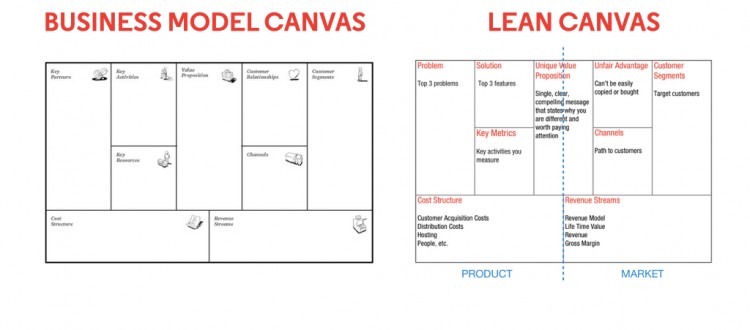 BUSINESS MODEL CANVAS
Key
Partners
Key
Activities
Value
Proposition
Customer
Relationships
Customer
Segments
Key
Resources
Channels
Cost
Structure
Revenue
Streams
LEAN CANVAS
Problem
Top 3 problems
Solution
Top 3 features
Key Metrics
Key activities you
measure
Unique Value
Proposition
Single, clear,
compelling message
that states why you
are different and
worth paying
attention
Unfair Advantage
Can't be easily
copied or bought
Channels
Path to customers
Customer
Segments
Target customers
Cost Structure
Customer Acquisition Costs
Distribution Costs
Hosting
People, etc.
Revenue Streams
Revenue Model
Life Time Value
Revenue
Gross Margin
PRODUCT
MARKET